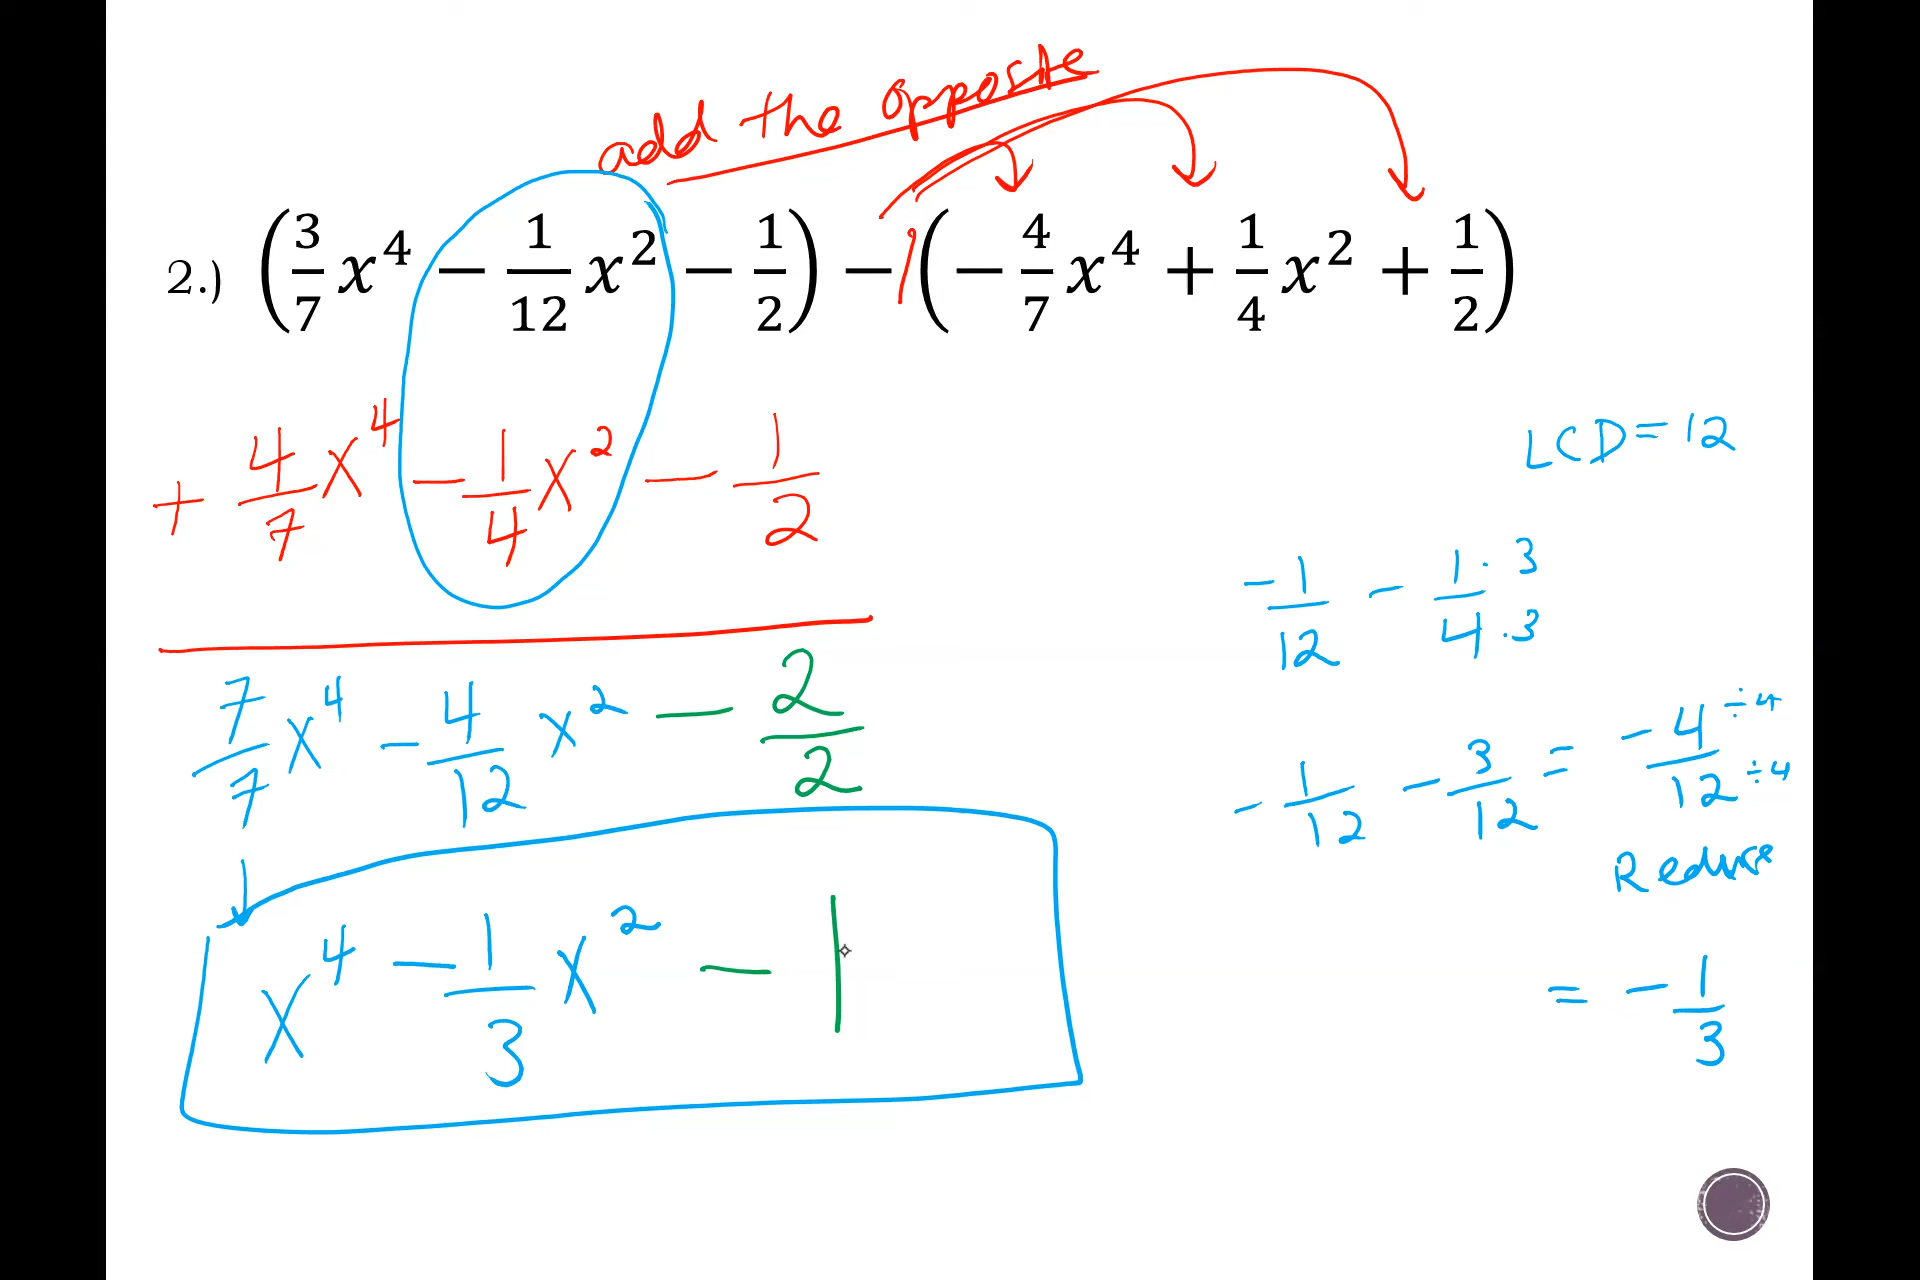 add the opposite
2.) (3/7 x⁴ − 1/12 x² − 1/2) − 1(−4/7 x⁴ + 1/4 x² + 1/2)
+ 4/7 x⁴ − 1/4 x² − 1/2
LCD = 12
−1/12 − 1·3/4·3
7/7 x⁴ − 4/12 x² − 2/2
−1/12 − 3/12 = −4÷4/12÷4
Reduce
x⁴ − 1/3 x² − 1
= −1/3